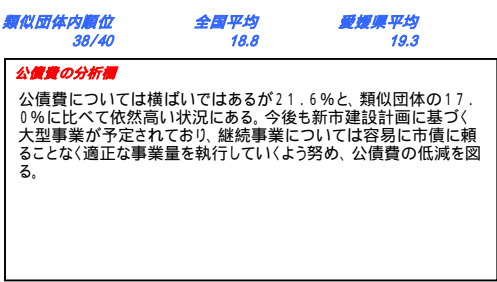 類似団体内順位 全国平均 愛媛県平均
38/40 18.8 19.3
公債費の分析欄
公債費については横ばいではあるが21.6%と、類似団体の17.
0%に比べて依然高い状況にある。今後も新市建設計画に基づく
大型事業が予定されており、継続事業については容易に市債に頼
ることなく適正な事業量を執行していくよう努め、公債費の低減を図
る。